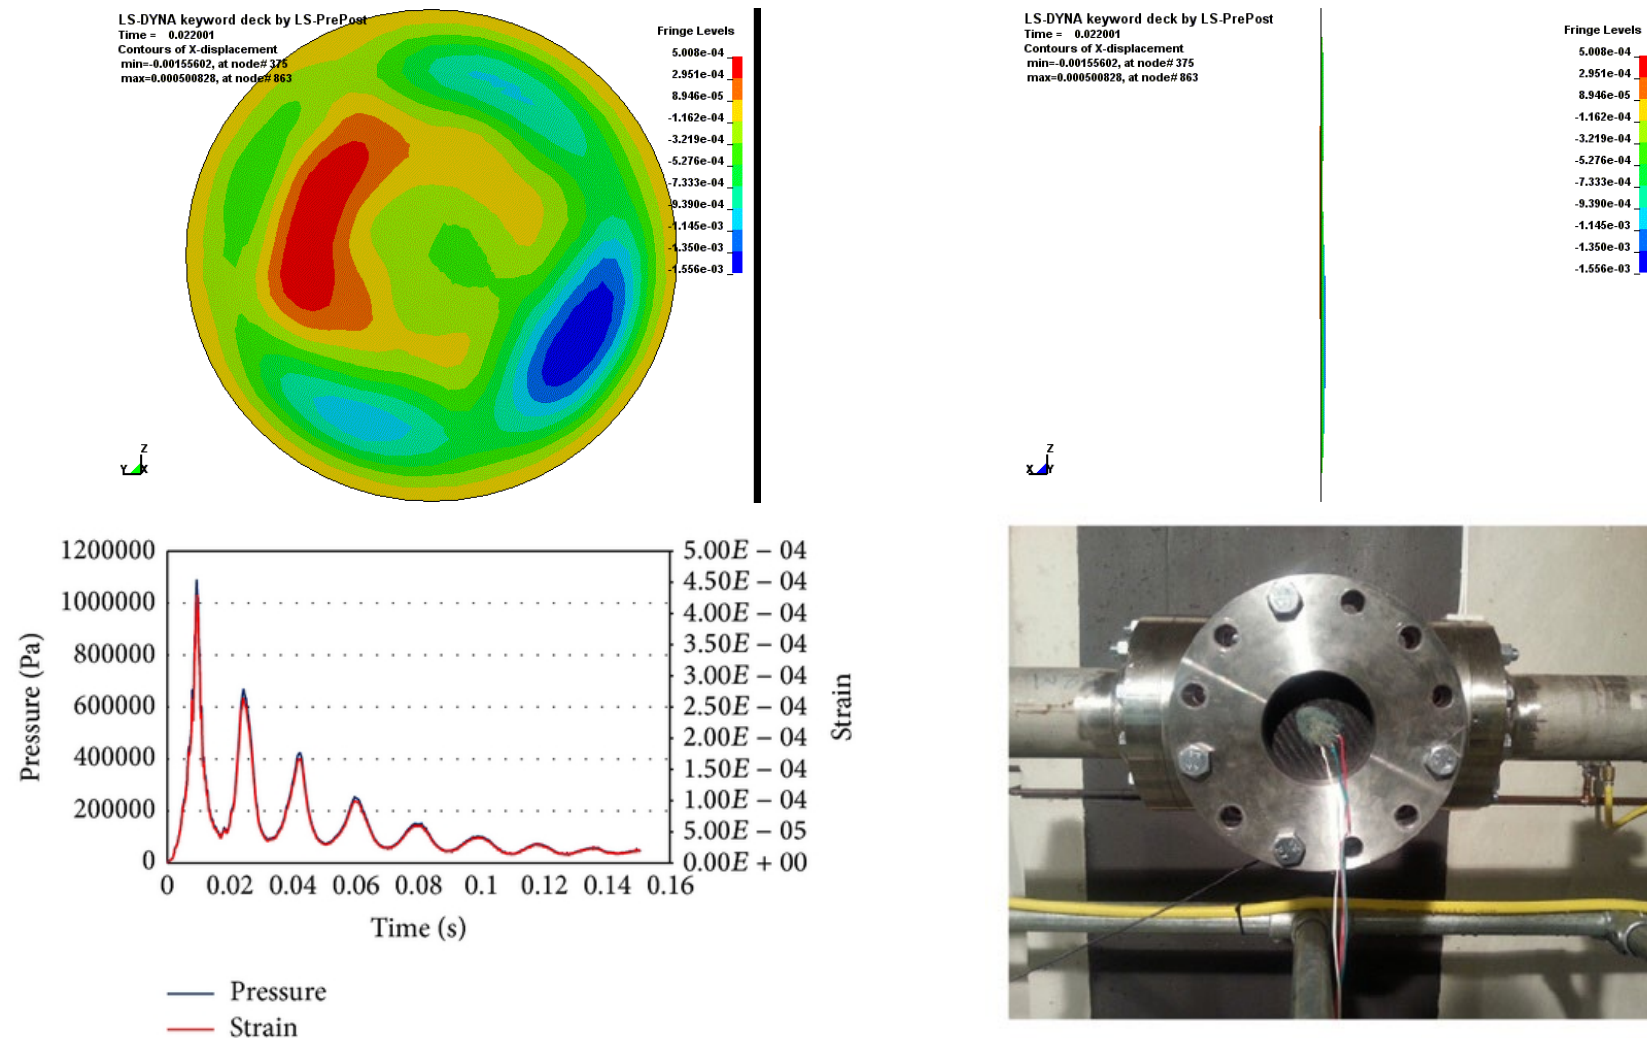 LS-DYNA keyword deck by LS-PrePost
Time = 0.022001
Contours of X-displacement
min=-0.00155602, at node# 375
max=0.000500828, at node# 863
Fringe Levels
5.008e-04
2.951e-04
8.946e-05
-1.162e-04
-3.219e-04
-5.276e-04
-7.333e-04
-9.390e-04
-1.145e-03
-1.350e-03
-1.556e-03
Z
Y X
LS-DYNA keyword deck by LS-PrePost
Time = 0.022001
Contours of X-displacement
min=-0.00155602, at node# 375
max=0.000500828, at node# 863
Fringe Levels
5.008e-04
2.951e-04
8.946e-05
-1.162e-04
-3.219e-04
-5.276e-04
-7.333e-04
-9.390e-04
-1.145e-03
-1.350e-03
-1.556e-03
Z
X Y
Pressure (Pa)
1200000
1000000
800000
600000
400000
200000
0
5.00E − 04
4.50E − 04
4.00E − 04
3.50E − 04
3.00E − 04
2.50E − 04
2.00E − 04
1.50E − 04
1.00E − 04
5.00E − 05
0.00E + 00
Strain
0 0.02 0.04 0.06 0.08 0.1 0.12 0.14 0.16
Time (s)
Pressure
Strain